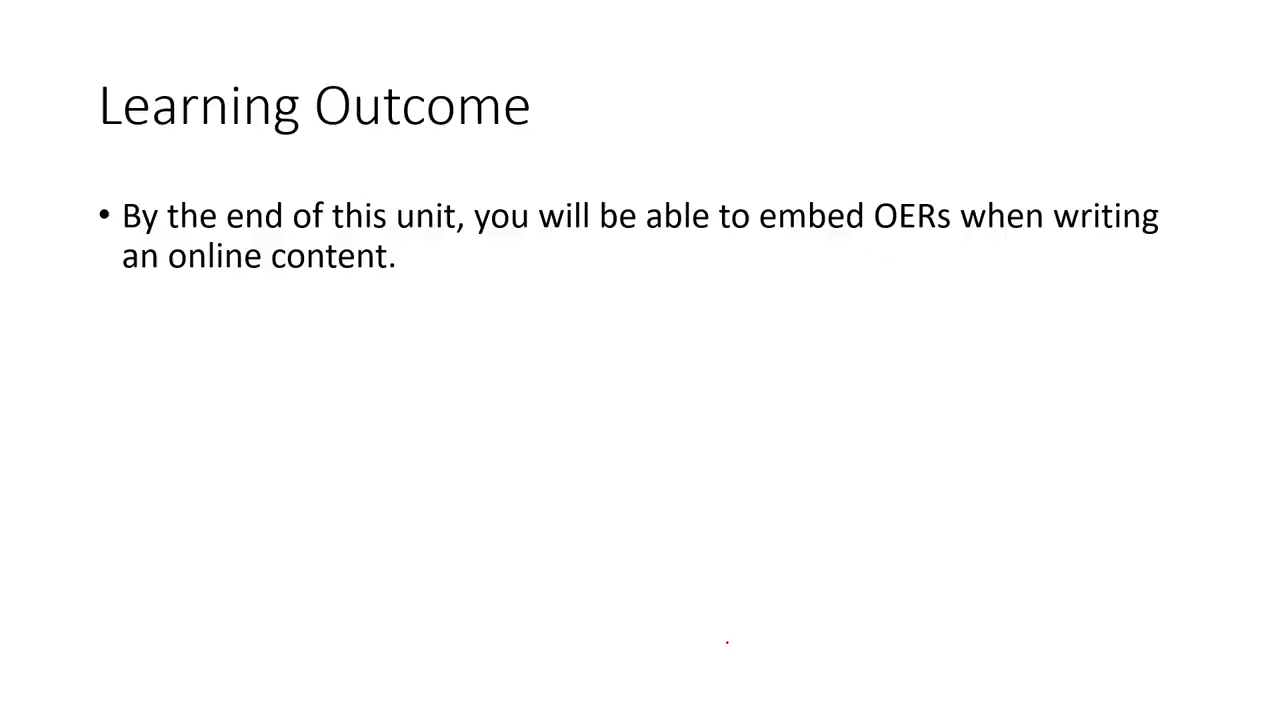 Learning Outcome
• By the end of this unit, you will be able to embed OERs when writing
an online content.